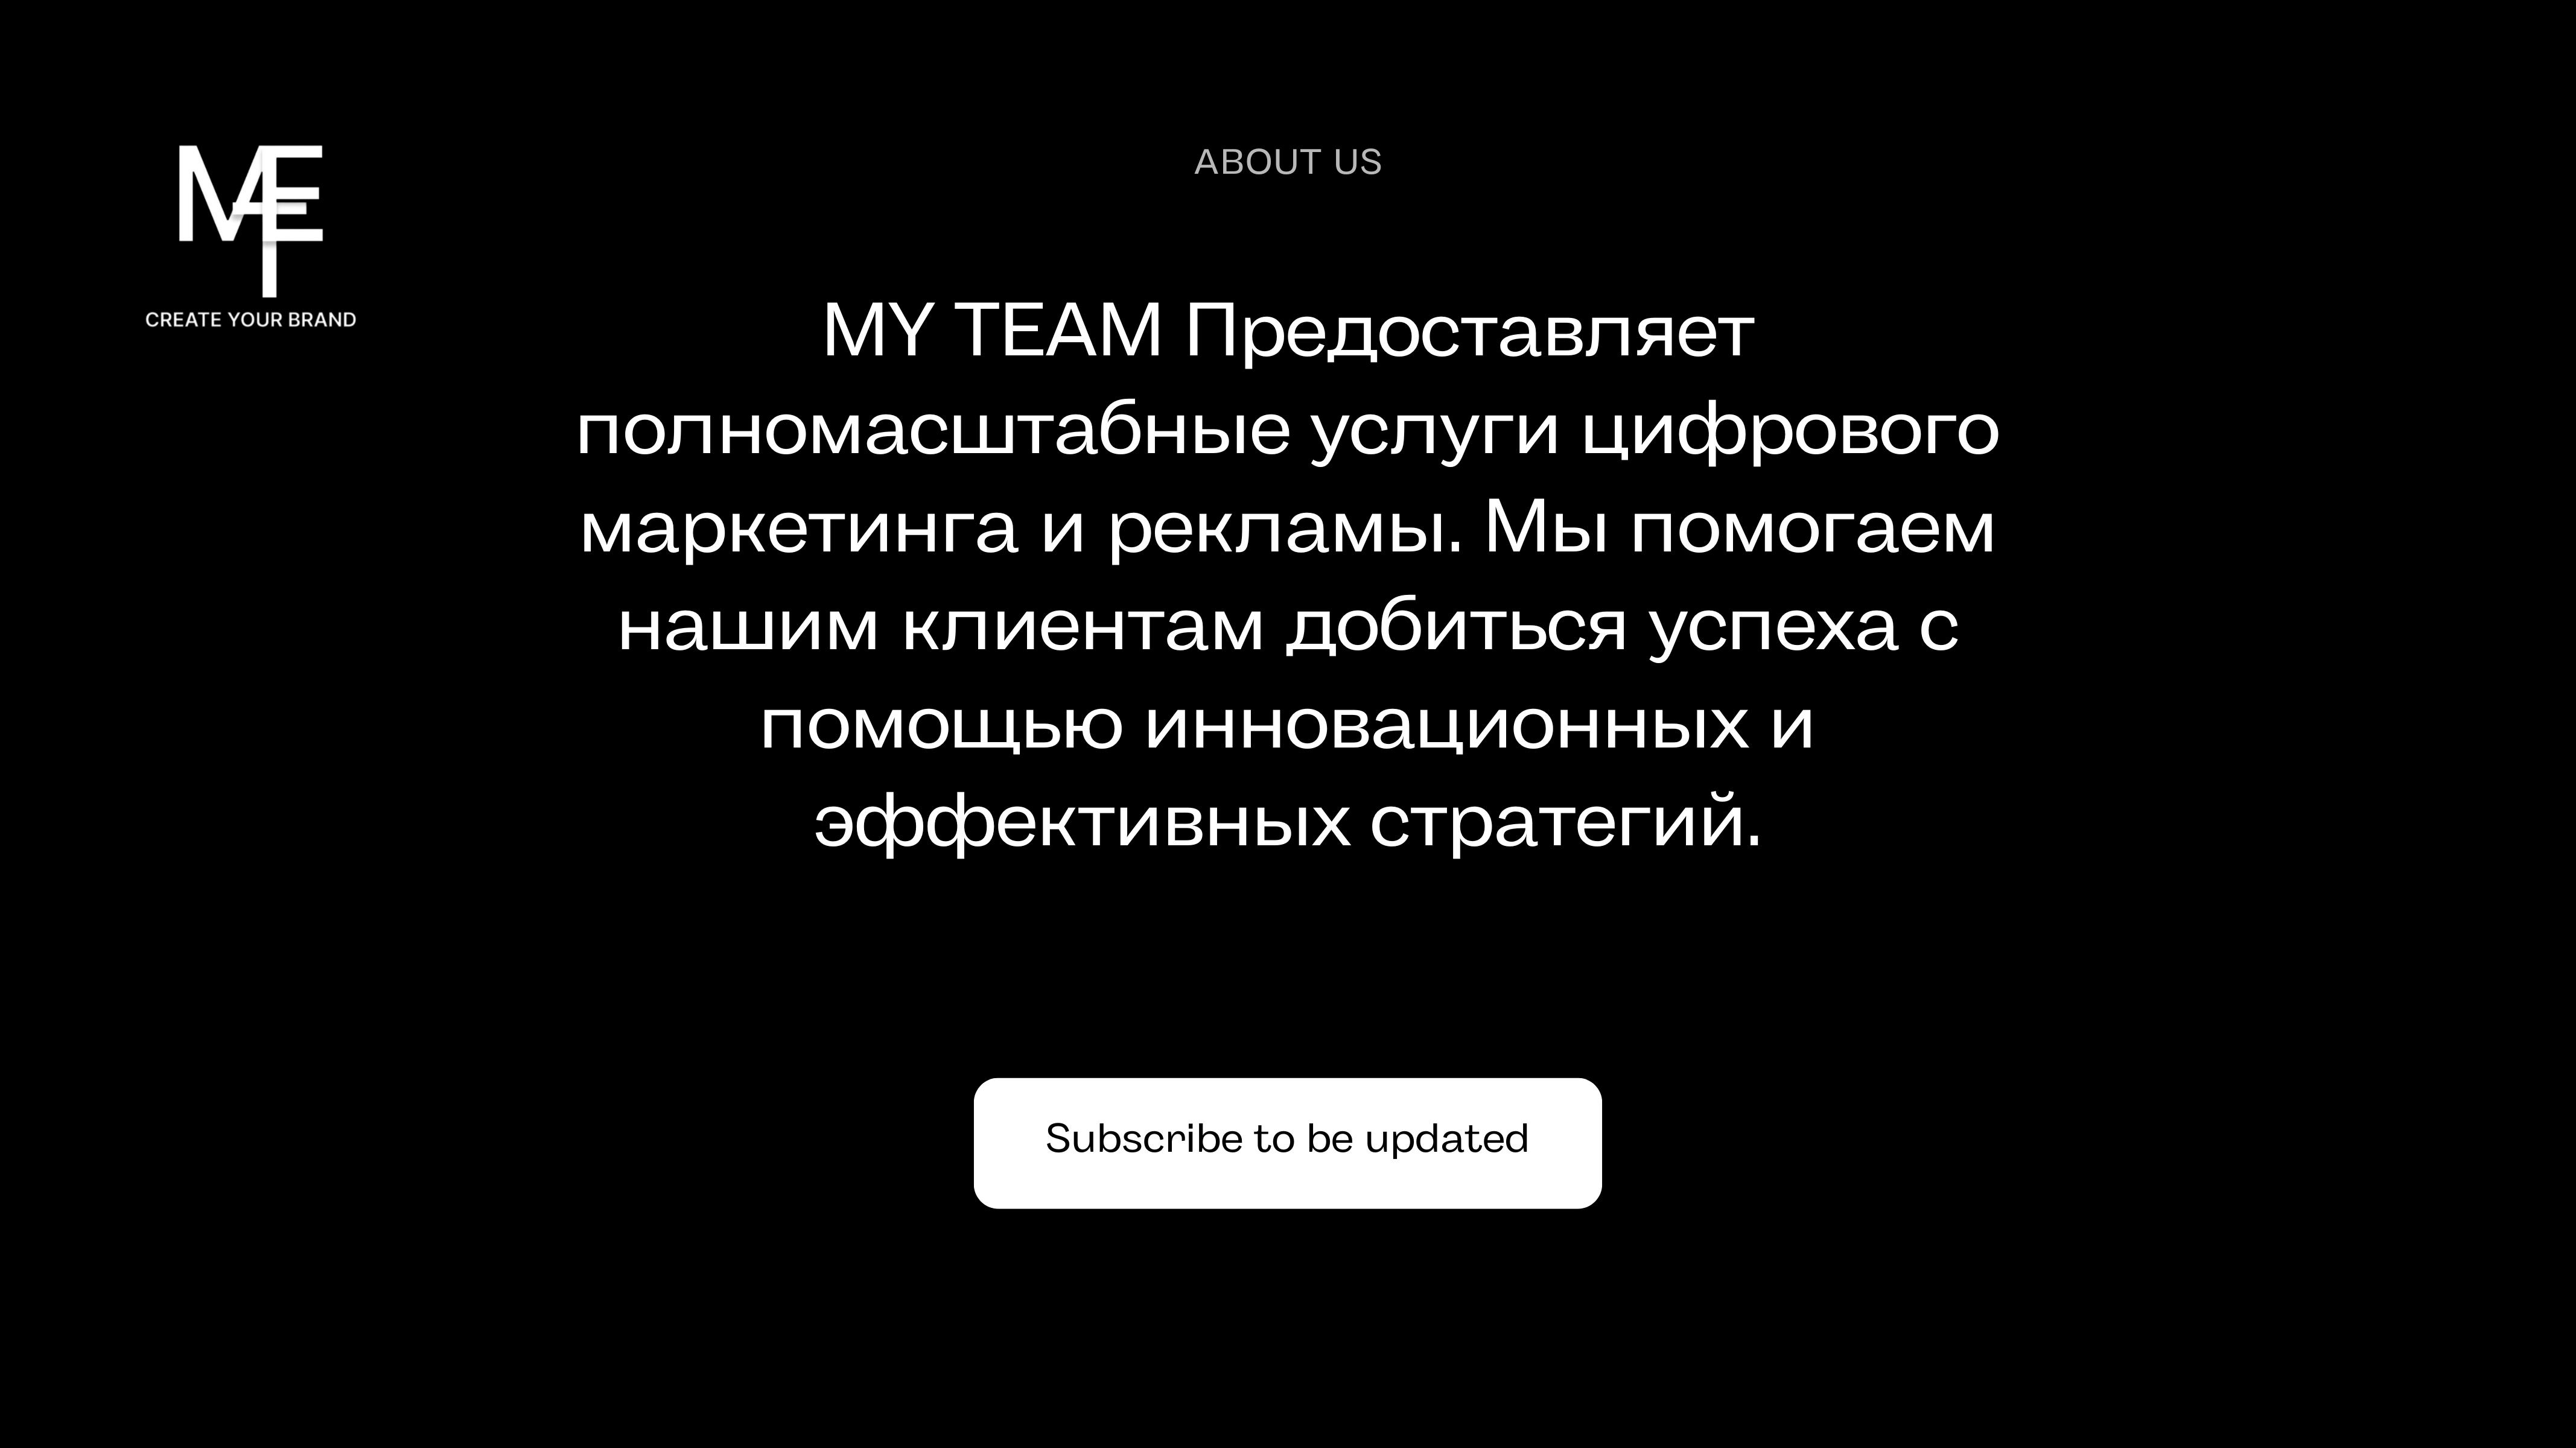 CREATE YOUR BRAND
ABOUT US
MY TEAM Предоставляет
полномасштабные услуги цифрового
маркетинга и рекламы. Мы помогаем
нашим клиентам добиться успеха с
помощью инновационных и
эффективных стратегий.
Subscribe to be updated